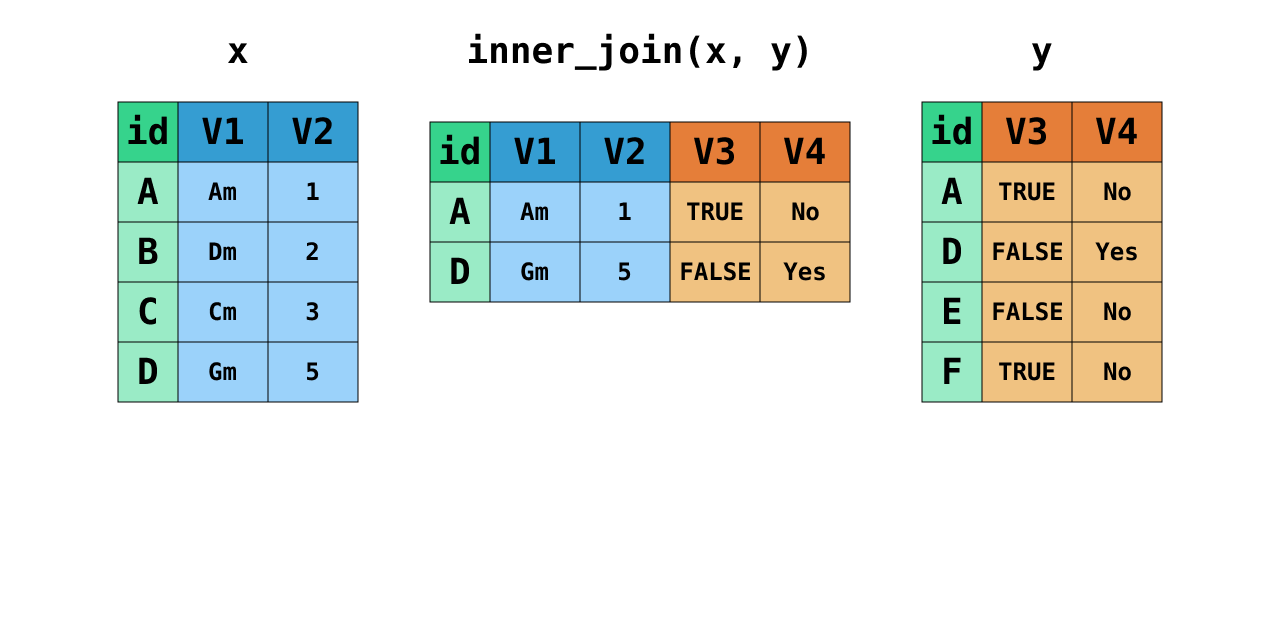 x
id V1 V2
A Am 1
B Dm 2
C Cm 3
D Gm 5
inner_join(x, y)
id V1 V2 V3 V4
A Am 1 TRUE No
D Gm 5 FALSE Yes
y
id V3 V4
A TRUE No
D FALSE Yes
E FALSE No
F TRUE No